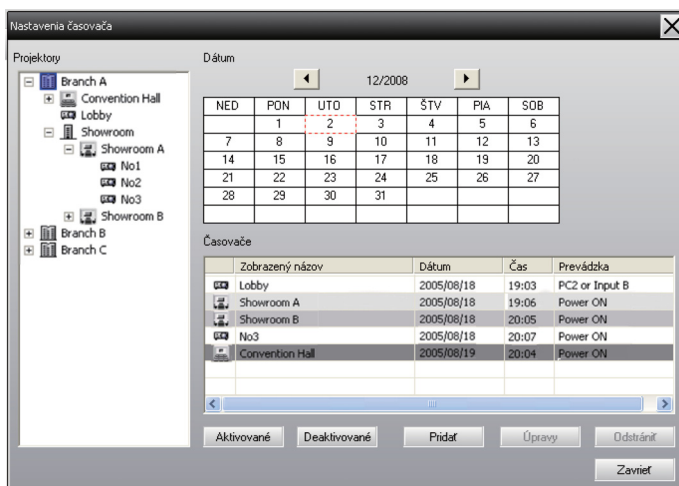 Nastavenia časovača
Projektory
Branch A
Convention Hall
Lobby
Showroom
Showroom A
No1
No2
No3
Showroom B
Branch B
Branch C
Dátum
12/2008
NED PON UTO STR ŠTV PIA SOB
1 2 3 4 5 6
7 8 9 10 11 12 13
14 15 16 17 18 19 20
21 22 23 24 25 26 27
28 29 30 31
Časovače
Zobrazený názov Dátum Čas Prevádzka
Lobby 2005/08/18 19:03 PC2 or Input B
Showroom A 2005/08/18 19:06 Power ON
Showroom B 2005/08/18 20:05 Power ON
No3 2005/08/18 20:07 Power ON
Convention Hall 2005/08/19 20:04 Power ON
Aktivované Deaktivované Pridať Úpravy Odstrániť
Zavrieť